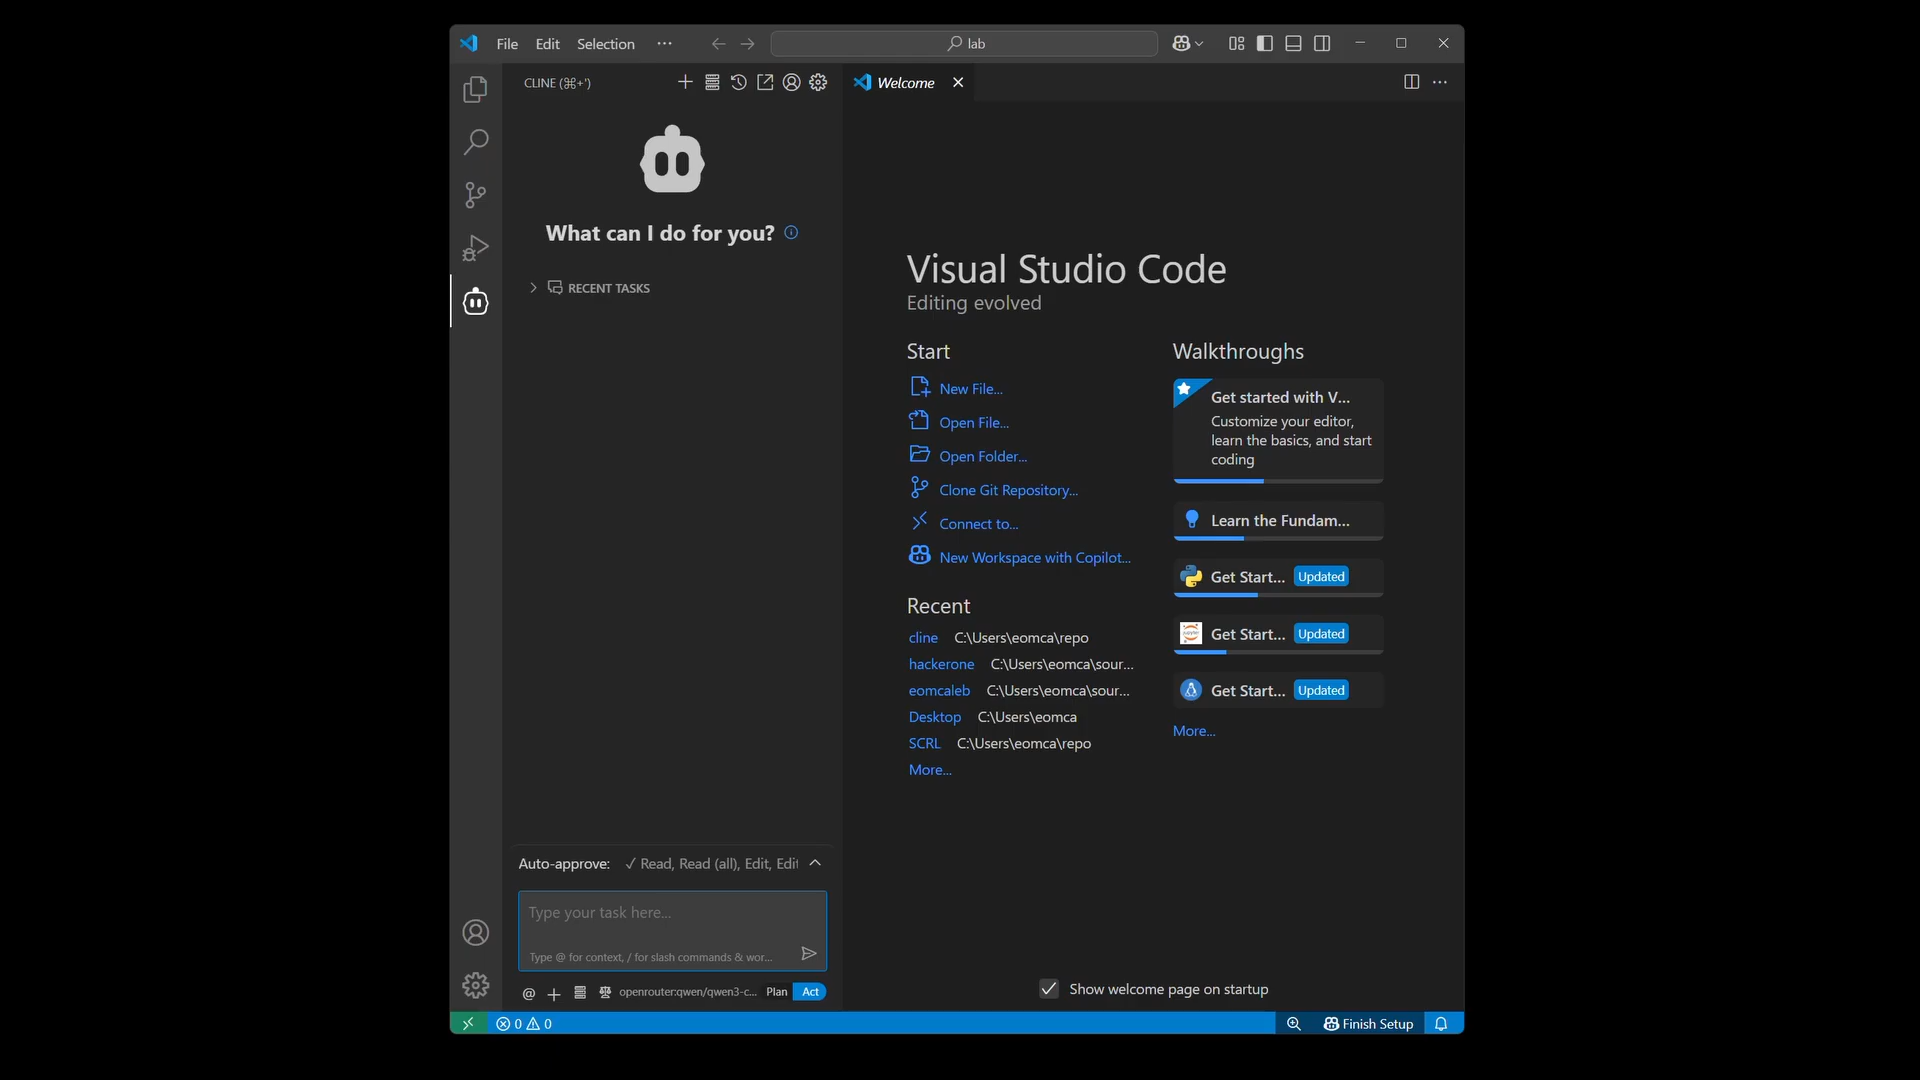 File Edit Selection ···
lab
CLINE (⌘+')
What can I do for you?
RECENT TASKS
Auto-approve: ✓ Read, Read (all), Edit, Edit
Type your task here...
Type @ for context, / for slash commands & wor...
@ openrouter:qwen/qwen3-c... Plan Act
Welcome
Visual Studio Code
Editing evolved
Start
New File...
Open File...
Open Folder...
Clone Git Repository...
Connect to...
New Workspace with Copilot...
Recent
cline C:\Users\eomca\repo
hackerone C:\Users\eomca\sour...
eomcaleb C:\Users\eomca\sour...
Desktop C:\Users\eomca
SCRL C:\Users\eomca\repo
More...
Walkthroughs
Get started with V...
Customize your editor,
learn the basics, and start
coding
Learn the Fundam...
Get Start... Updated
Get Start... Updated
Get Start... Updated
More...
Show welcome page on startup
0 0
Finish Setup